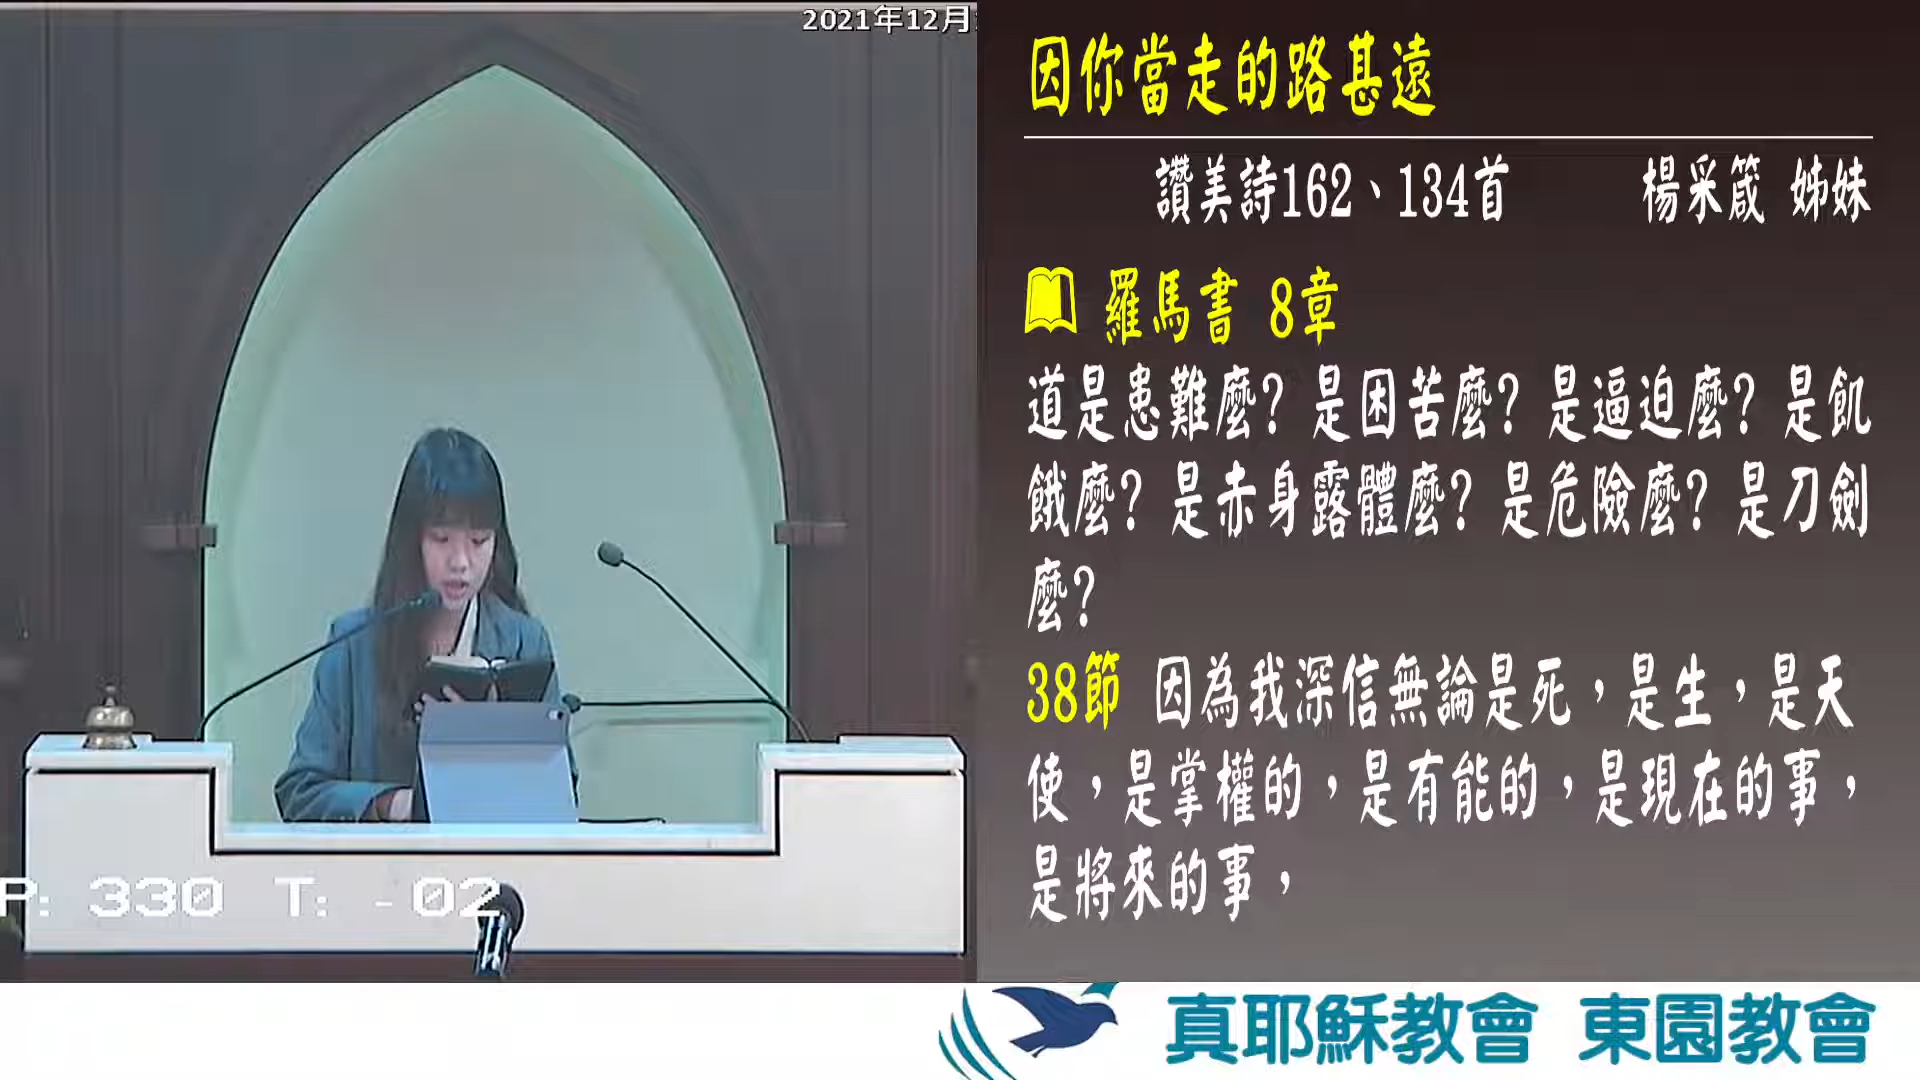 2021年12月
因你當走的路甚遠
讚美詩162、134首 楊采箴 姊妹
羅馬書 8章
道是患難麼？是困苦麼？是逼迫麼？是飢
餓麼？是赤身露體麼？是危險麼？是刀劍
麼？
38節 因為我深信無論是死，是生，是天
使，是掌權的，是有能的，是現在的事，
是將來的事，
P: 330 T: -02
真耶穌教會 東園教會